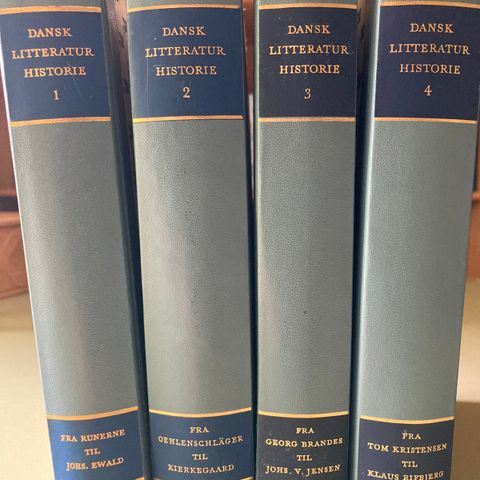 DANSK
LITTERATUR
HISTORIE
1
FRA RUNERNE
TIL
JOHS. EWALD
DANSK
LITTERATUR
HISTORIE
2
FRA
OEHLENSCHLÄGER
TIL
KIERKEGAARD
DANSK
LITTERATUR
HISTORIE
3
FRA
GEORG BRANDES
TIL
JOHS. V. JENSEN
DANSK
LITTERATUR
HISTORIE
4
FRA
TOM KRISTENSEN
TIL
KLAUS RIFBJERG